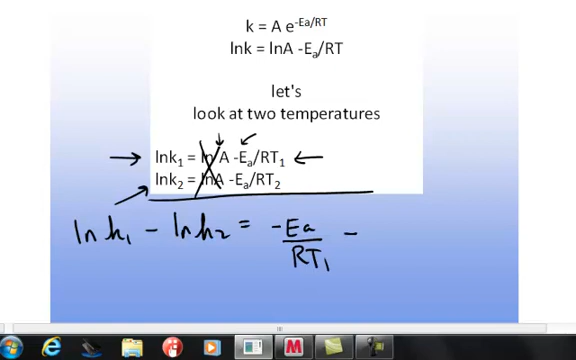 k = A e^-Ea/RT
lnk = lnA -Eₐ/RT
let's
look at two temperatures
lnk₁ = ln A -Eₐ/RT₁
lnk₂ = lnA -Eₐ/RT₂
ln k₁ - ln k₂ = -Ea/RT₁ -